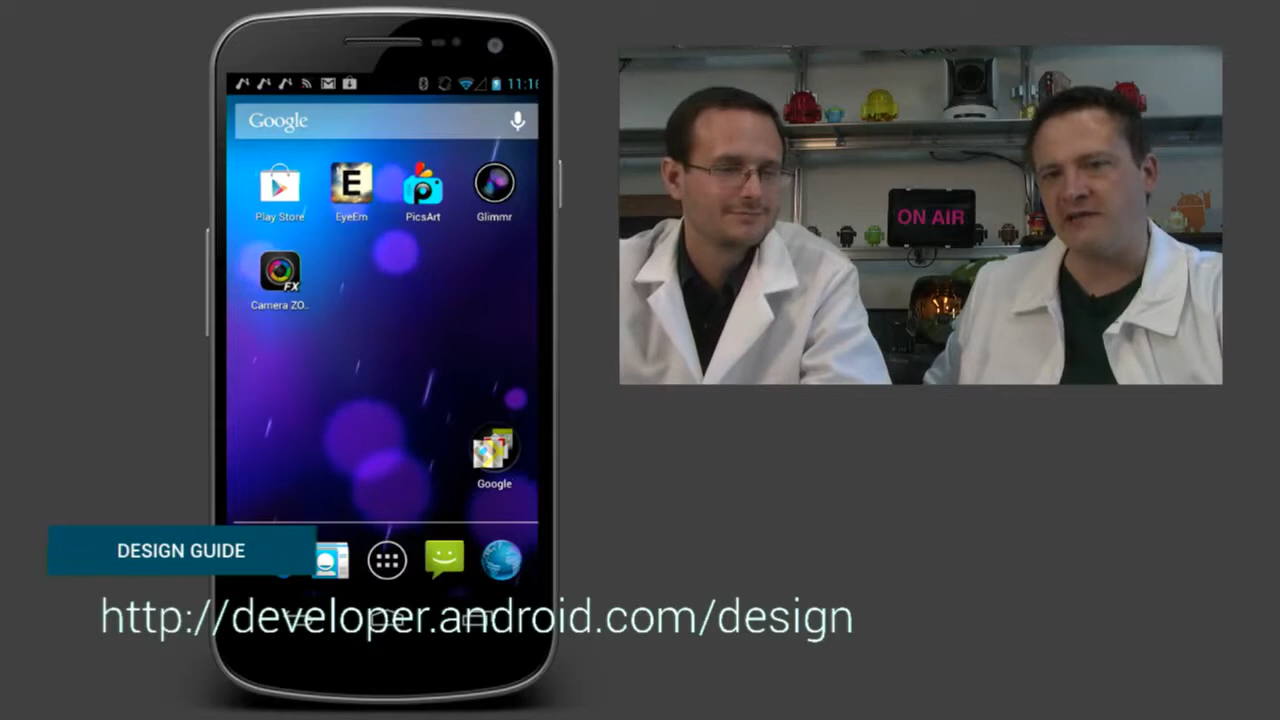 11:16
Google
Play Store
EyeEm
PicsArt
Glimmr
E
FX
Camera ZO..
ON AIR
Google
DESIGN GUIDE
http://developer.android.com/design